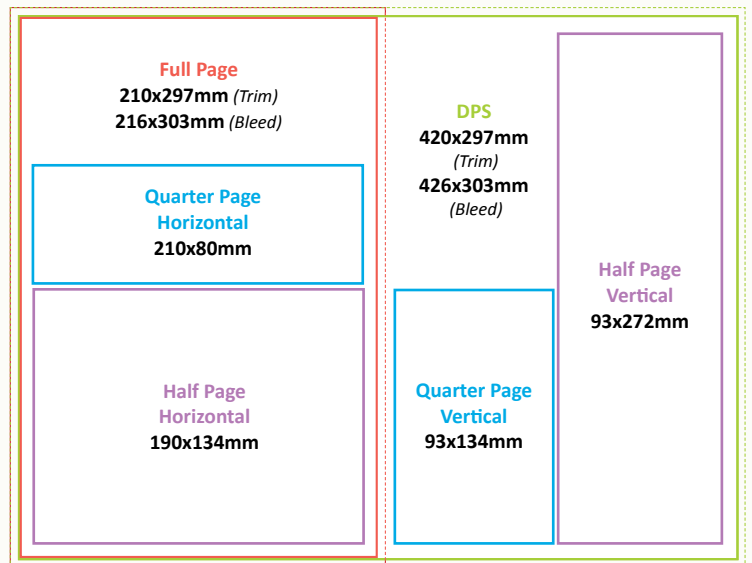 Full Page
210x297mm (Trim)
216x303mm (Bleed)
Quarter Page
Horizontal
210x80mm
Half Page
Horizontal
190x134mm
DPS
420x297mm
(Trim)
426x303mm
(Bleed)
Quarter Page
Vertical
93x134mm
Half Page
Vertical
93x272mm